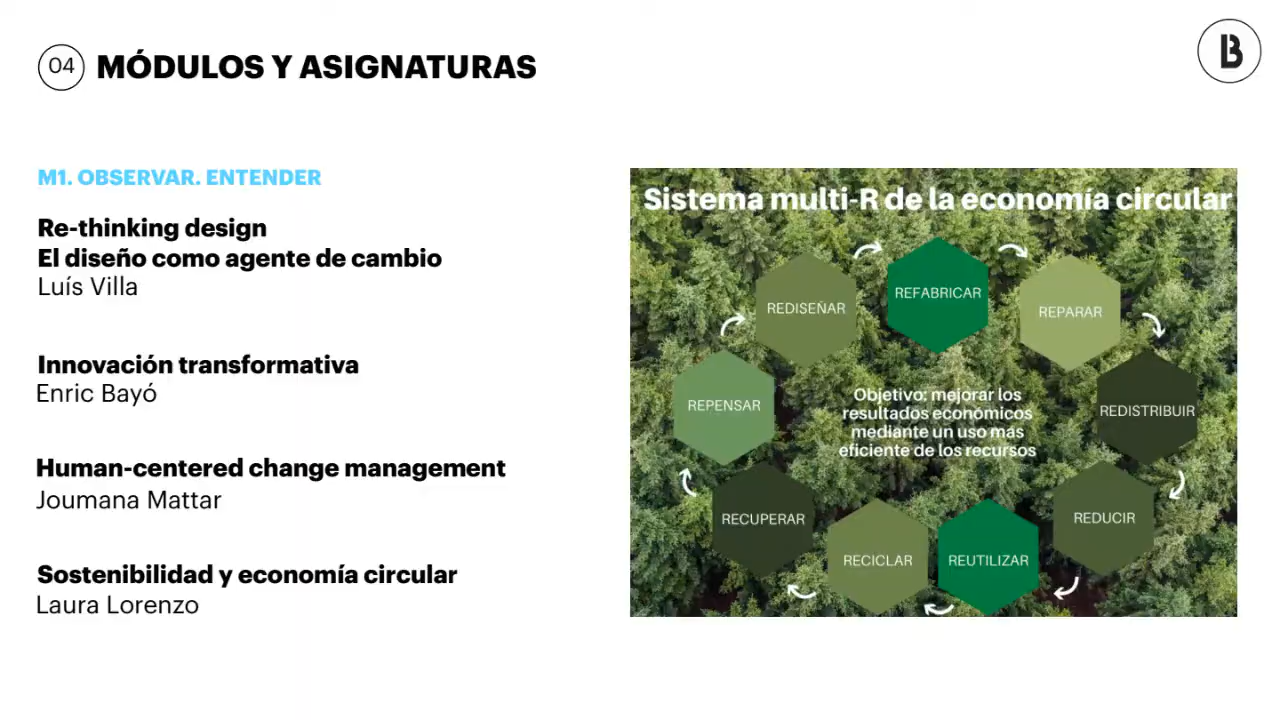 04 MÓDULOS Y ASIGNATURAS
B
M1. OBSERVAR. ENTENDER
Re-thinking design
El diseño como agente de cambio
Luís Villa
Innovación transformativa
Enric Bayó
Human-centered change management
Joumana Mattar
Sostenibilidad y economía circular
Laura Lorenzo
Sistema multi-R de la economía circular
REDISEÑAR
REFABRICAR
REPARAR
REPENSAR
REDISTRIBUIR
Objetivo: mejorar los
resultados económicos
mediante un uso más
eficiente de los recursos
RECUPERAR
REDUCIR
RECICLAR
REUTILIZAR